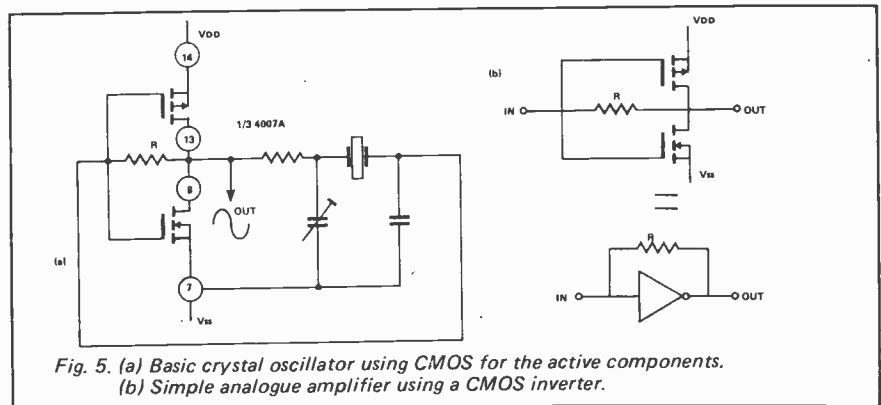 VDD
14
1/3 4007A
13
R
8
OUT
(a)
7
Vss
VDD
(b)
R
IN
OUT
Vss
R
IN
OUT
Fig. 5. (a) Basic crystal oscillator using CMOS for the active components.
(b) Simple analogue amplifier using a CMOS inverter.